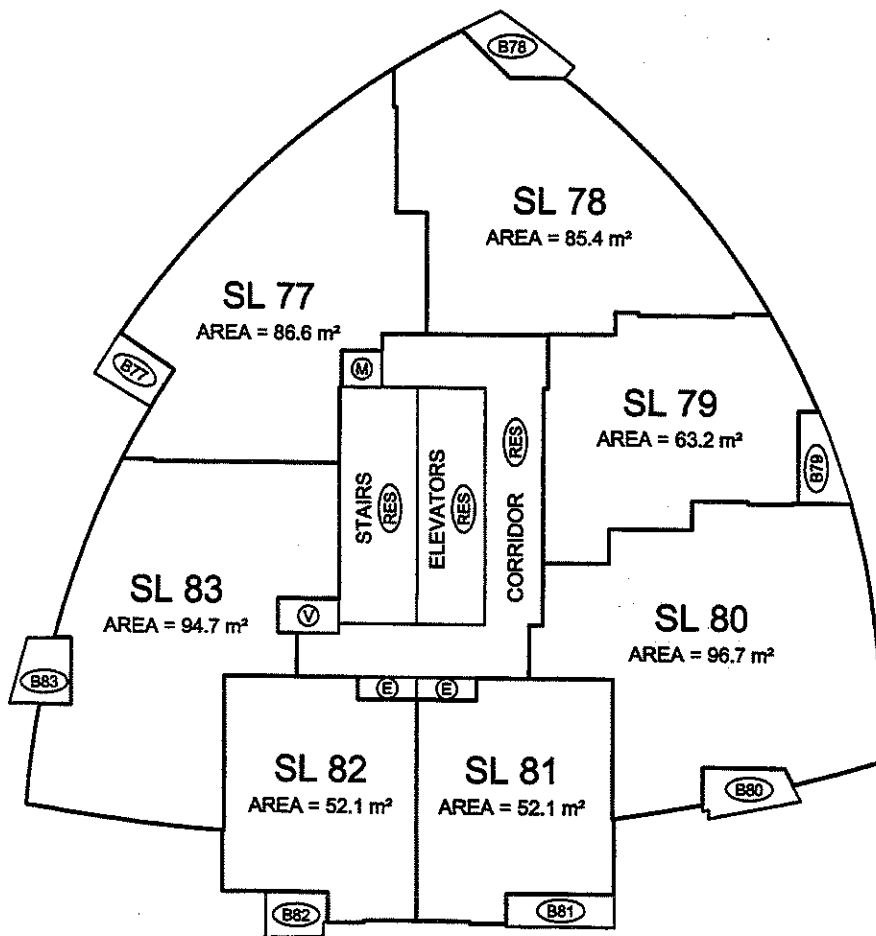 B78
SL 78
AREA = 85.4 m²
SL 77
AREA = 86.6 m²
B77
M
SL 79
AREA = 63.2 m²
B79
STAIRS
RES
ELEVATORS
RES
CORRIDOR
RES
SL 83
AREA = 94.7 m²
V
B83
SL 80
AREA = 96.7 m²
B80
E
E
SL 82
AREA = 52.1 m²
SL 81
AREA = 52.1 m²
B82
B81